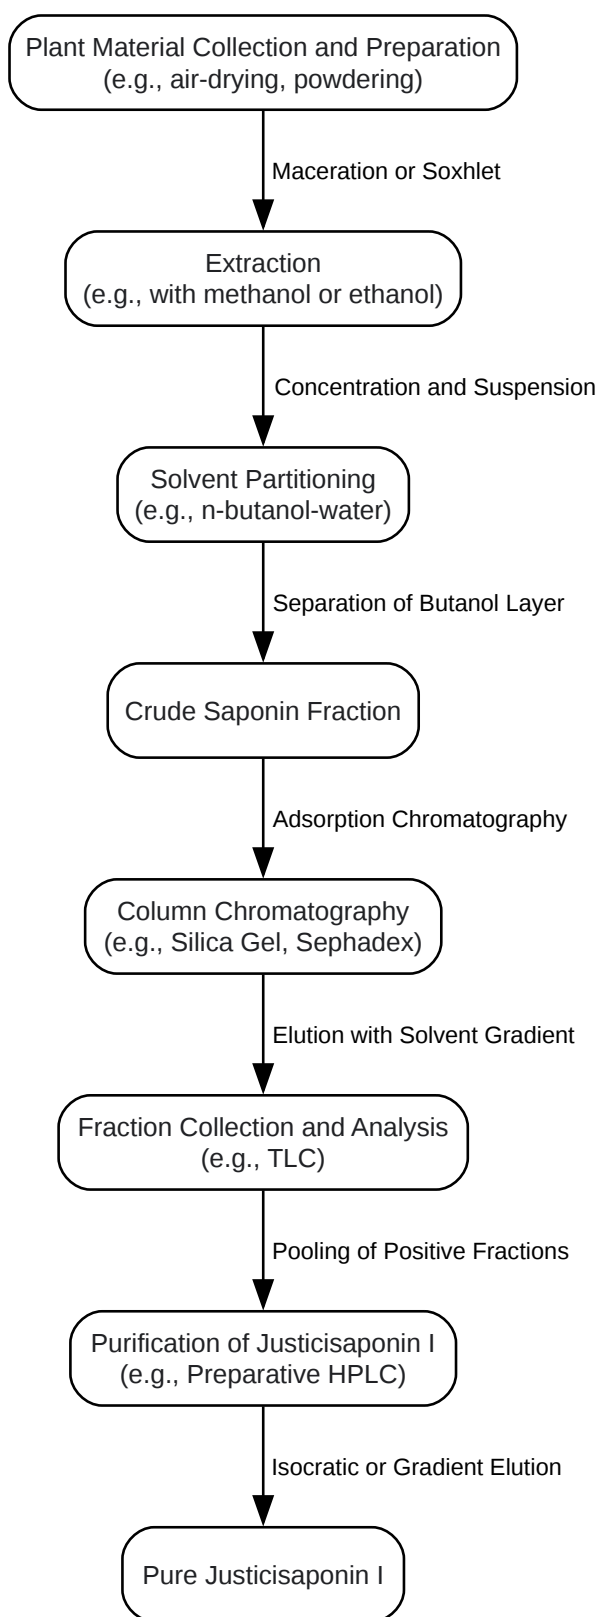 Plant Material Collection and Preparation
(e.g., air-drying, powdering)
Maceration or Soxhlet
Extraction
(e.g., with methanol or ethanol)
Concentration and Suspension
Solvent Partitioning
(e.g., n-butanol-water)
Separation of Butanol Layer
Crude Saponin Fraction
Adsorption Chromatography
Column Chromatography
(e.g., Silica Gel, Sephadex)
Elution with Solvent Gradient
Fraction Collection and Analysis
(e.g., TLC)
Pooling of Positive Fractions
Purification of Justicisaponin I
(e.g., Preparative HPLC)
Isocratic or Gradient Elution
Pure Justicisaponin I